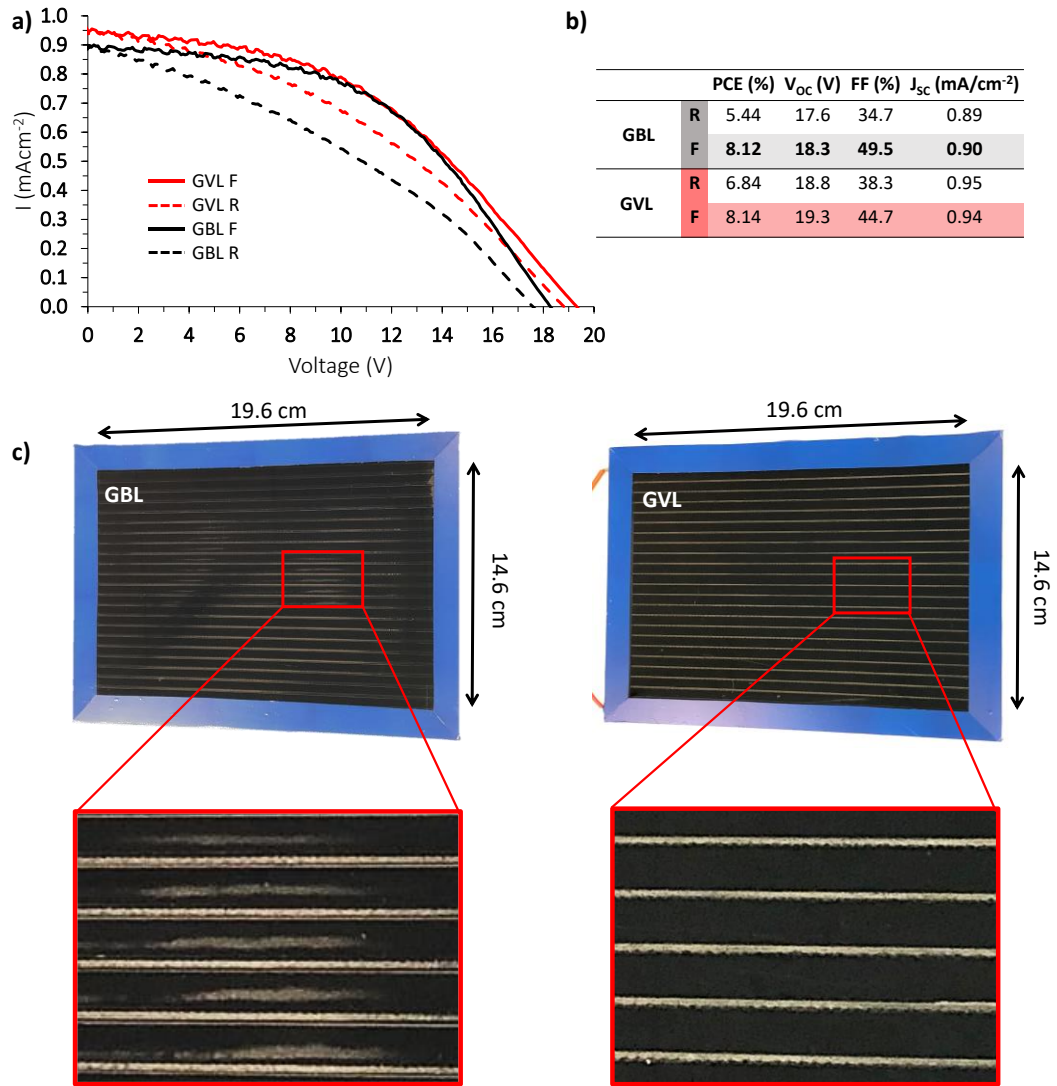 a)
1.0
0.9
0.8
0.7
0.6
0.5
0.4
0.3
0.2
0.1
0.0
I (mAcm-2)
GVL F
GVL R
GBL F
GBL R
0 2 4 6 8 10 12 14 16 18 20
Voltage (V)
b)
PCE (%) VOC (V) FF (%) JSC (mA/cm-2)
GBL
R 5.44 17.6 34.7 0.89
F 8.12 18.3 49.5 0.90
GVL
R 6.84 18.8 38.3 0.95
F 8.14 19.3 44.7 0.94
c)
19.6 cm
GBL
14.6 cm
19.6 cm
GVL
14.6 cm